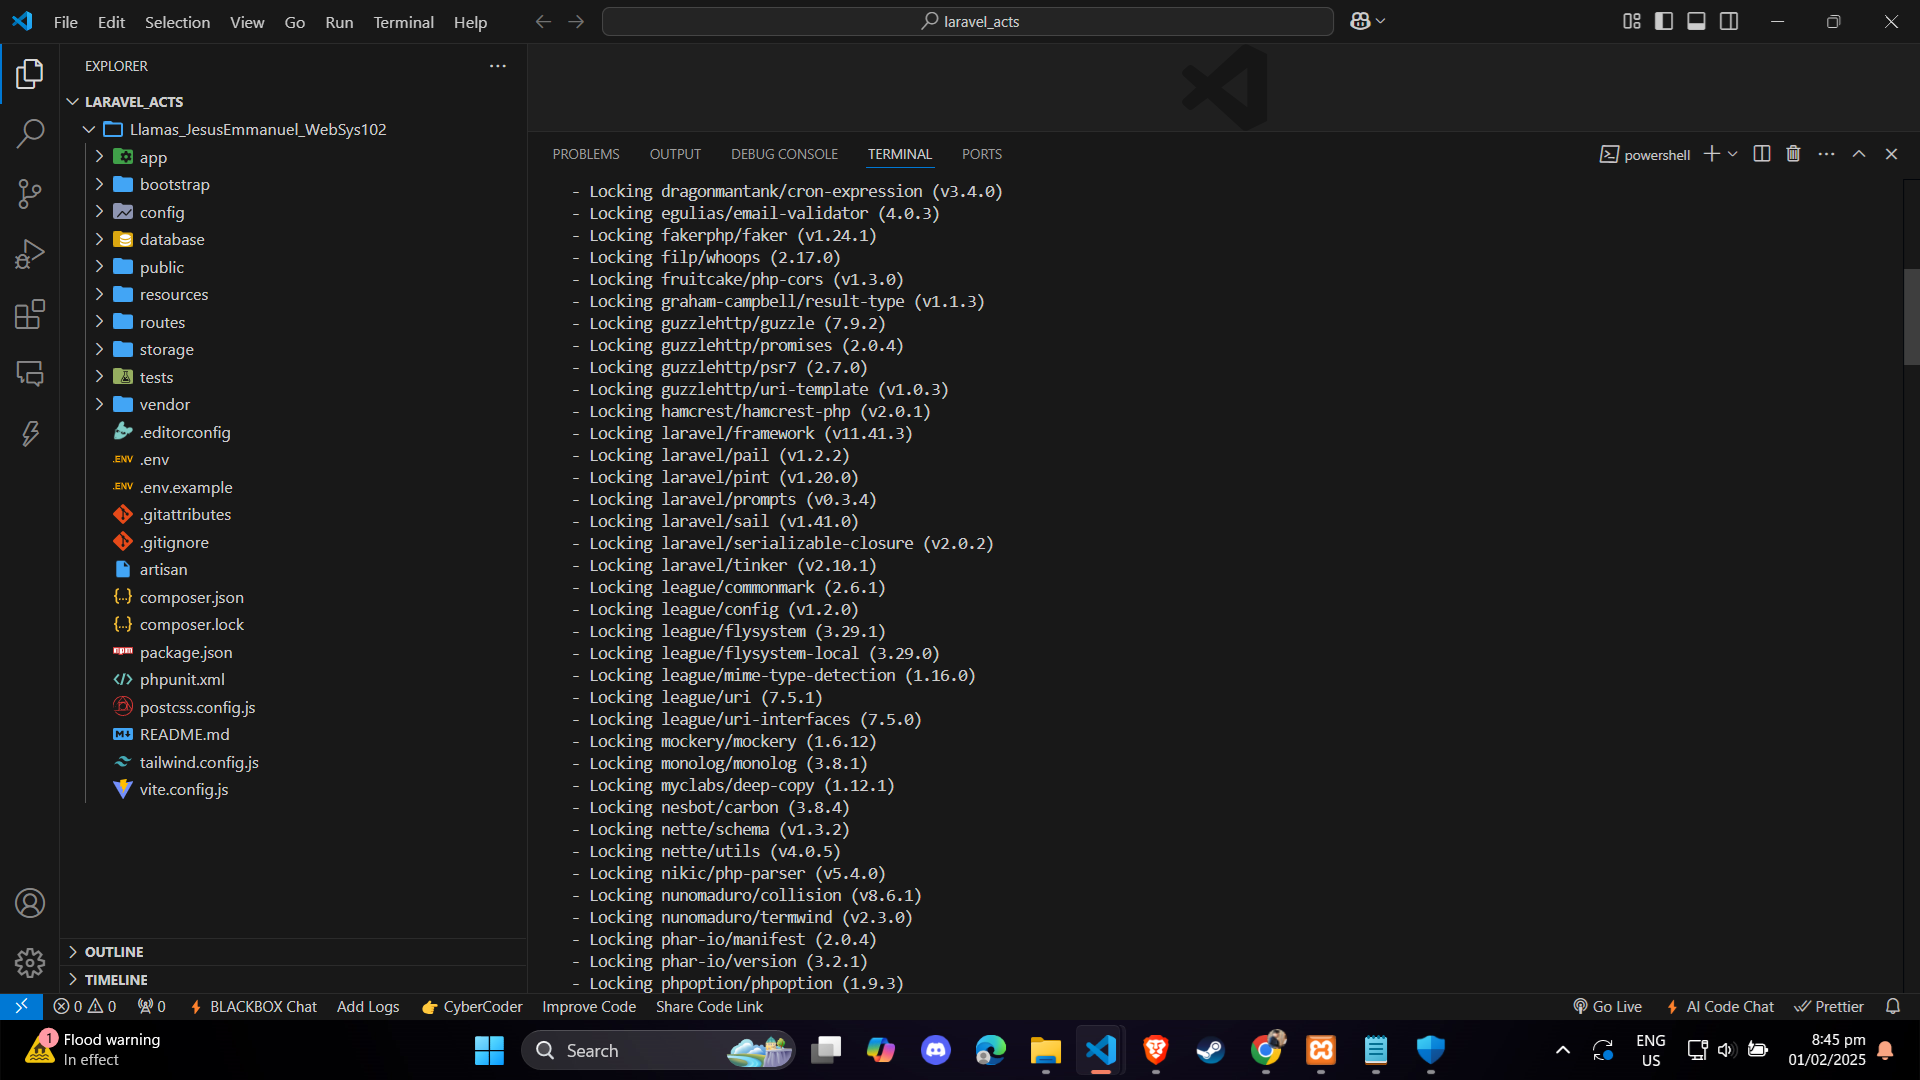 File Edit Selection View Go Run Terminal Help
laravel_acts
EXPLORER
LARAVEL_ACTS
Llamas_JesusEmmanuel_WebSys102
app
bootstrap
config
database
public
resources
routes
storage
tests
vendor
.editorconfig
.ENV .env
.ENV .env.example
.gitattributes
.gitignore
artisan
{...} composer.json
{...} composer.lock
npm package.json
phpunit.xml
postcss.config.js
README.md
tailwind.config.js
vite.config.js
OUTLINE
TIMELINE
PROBLEMS OUTPUT DEBUG CONSOLE TERMINAL PORTS
powershell
- Locking dragonmantank/cron-expression (v3.4.0)
- Locking egulias/email-validator (4.0.3)
- Locking fakerphp/faker (v1.24.1)
- Locking filp/whoops (2.17.0)
- Locking fruitcake/php-cors (v1.3.0)
- Locking graham-campbell/result-type (v1.1.3)
- Locking guzzlehttp/guzzle (7.9.2)
- Locking guzzlehttp/promises (2.0.4)
- Locking guzzlehttp/psr7 (2.7.0)
- Locking guzzlehttp/uri-template (v1.0.3)
- Locking hamcrest/hamcrest-php (v2.0.1)
- Locking laravel/framework (v11.41.3)
- Locking laravel/pail (v1.2.2)
- Locking laravel/pint (v1.20.0)
- Locking laravel/prompts (v0.3.4)
- Locking laravel/sail (v1.41.0)
- Locking laravel/serializable-closure (v2.0.2)
- Locking laravel/tinker (v2.10.1)
- Locking league/commonmark (2.6.1)
- Locking league/config (v1.2.0)
- Locking league/flysystem (3.29.1)
- Locking league/flysystem-local (3.29.0)
- Locking league/mime-type-detection (1.16.0)
- Locking league/uri (7.5.1)
- Locking league/uri-interfaces (7.5.0)
- Locking mockery/mockery (1.6.12)
- Locking monolog/monolog (3.8.1)
- Locking myclabs/deep-copy (1.12.1)
- Locking nesbot/carbon (3.8.4)
- Locking nette/schema (v1.3.2)
- Locking nette/utils (v4.0.5)
- Locking nikic/php-parser (v5.4.0)
- Locking nunomaduro/collision (v8.6.1)
- Locking nunomaduro/termwind (v2.3.0)
- Locking phar-io/manifest (2.0.4)
- Locking phar-io/version (3.2.1)
- Locking phpoption/phpoption (1.9.3)
0 0 0 BLACKBOX Chat Add Logs CyberCoder Improve Code Share Code Link Go Live AI Code Chat Prettier
1
Flood warning
In effect
Search
ENG
US
8:45 pm
01/02/2025